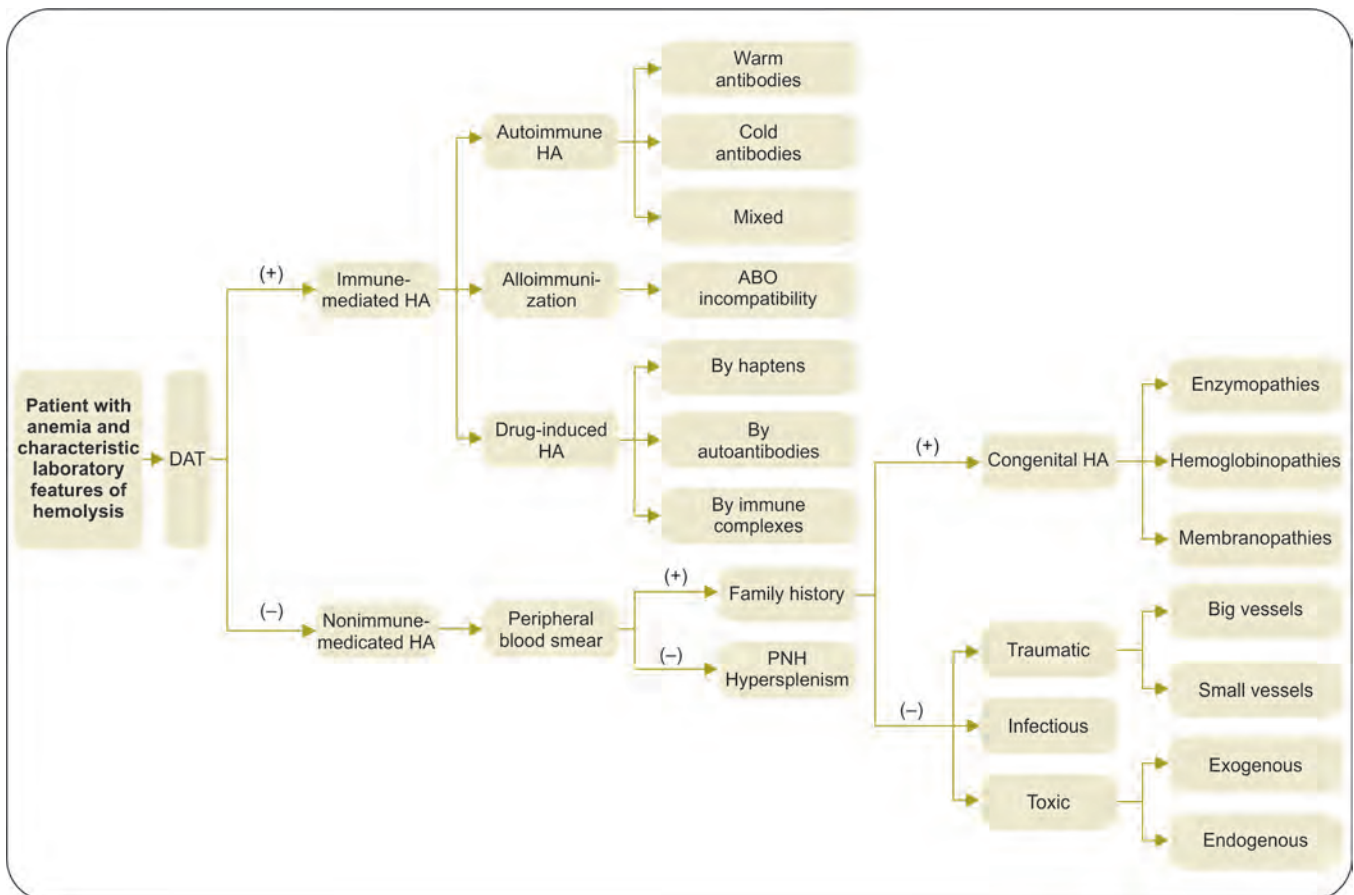 Patient with
anemia and
characteristic
laboratory
features of
hemolysis
DAT
(+)
Immune-
mediated HA
Autoimmune
HA
Warm
antibodies
Cold
antibodies
Mixed
Alloimmuni-
zation
ABO
incompatibility
Drug-induced
HA
By haptens
By
autoantibodies
By immune
complexes
(–)
Nonimmune-
medicated HA
Peripheral
blood smear
(+)
Family history
(–)
PNH
Hypersplenism
(+)
Congenital HA
Enzymopathies
Hemoglobinopathies
Membranopathies
(–)
Traumatic
Big vessels
Small vessels
Infectious
Toxic
Exogenous
Endogenous